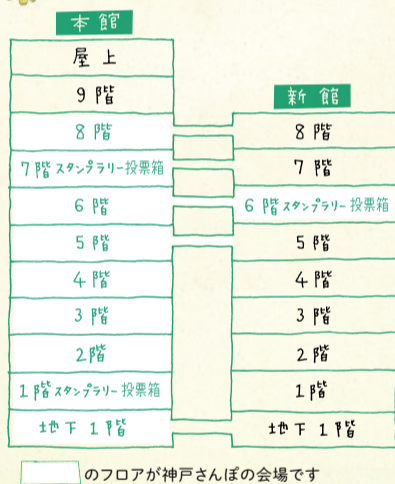 本館
屋上
9階
8階
7階スタンプラリー投票箱
6階
5階
4階
3階
2階
1階スタンプラリー投票箱
地下1階
新館
8階
7階
6階スタンプラリー投票箱
5階
4階
3階
2階
1階
地下1階
のフロアが神戸さんぽの会場です